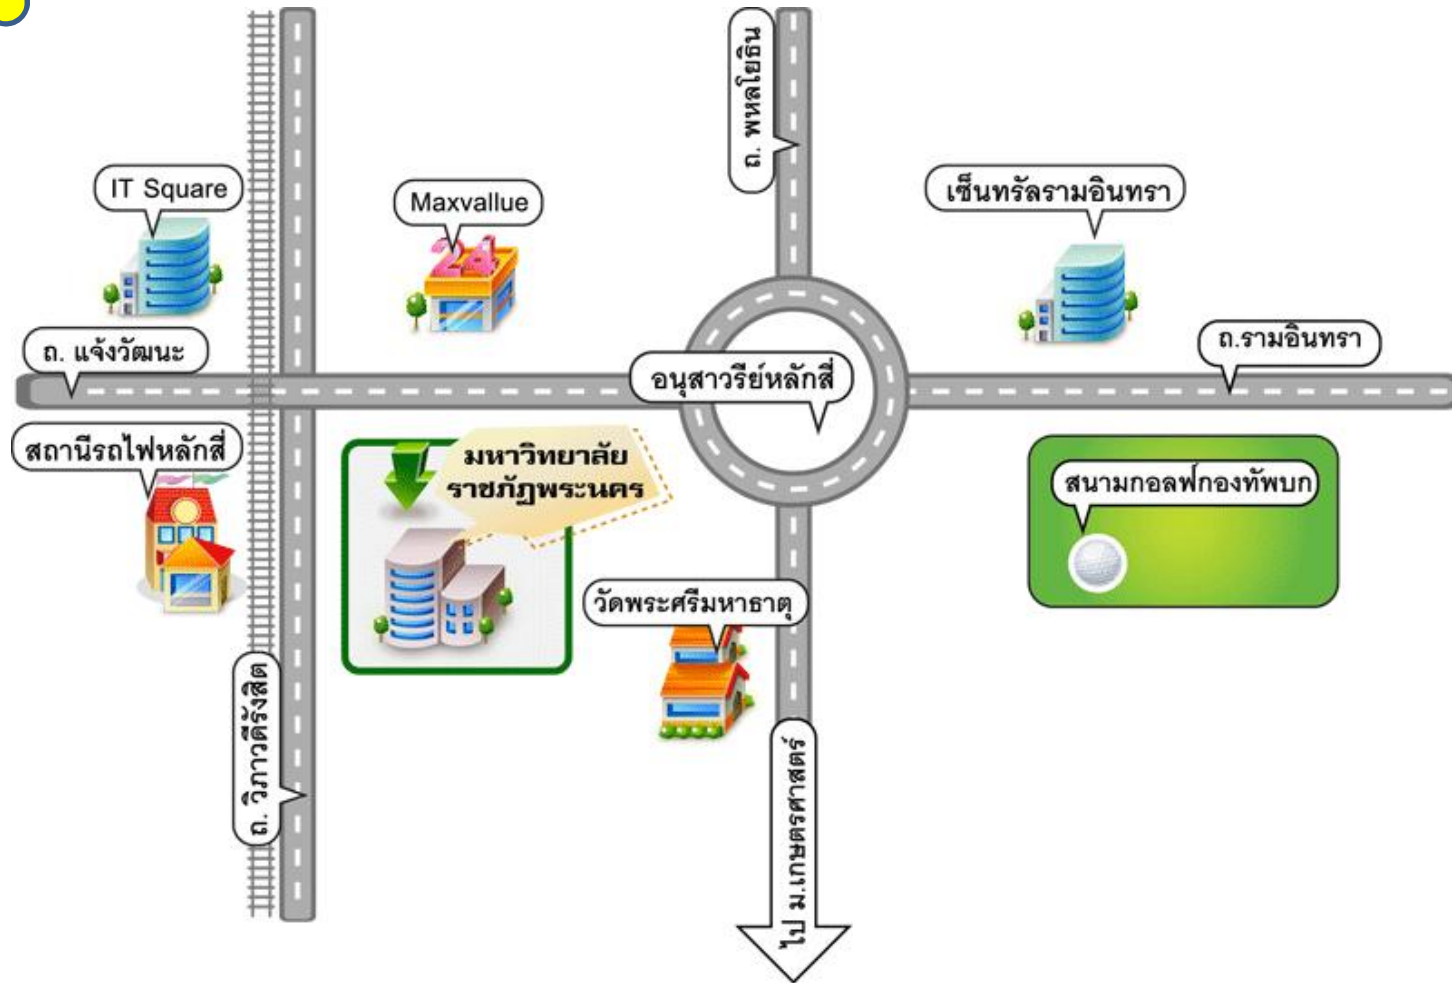 ถ. พหลโยธิน
IT Square
Maxvallue
เซ็นทรัลรามอินทรา
24
ถ. แจ้งวัฒนะ
อนุสาวรีย์หลักสี่
ถ.รามอินทรา
สถานีรถไฟหลักสี่
มหาวิทยาลัย
ราชภัฏพระนคร
สนามกอลฟกองทัพบก
วัดพระศรีมหาธาตุ
ถ. วิภาวดีรังสิต
ไป ม.เกษตรศาสตร์